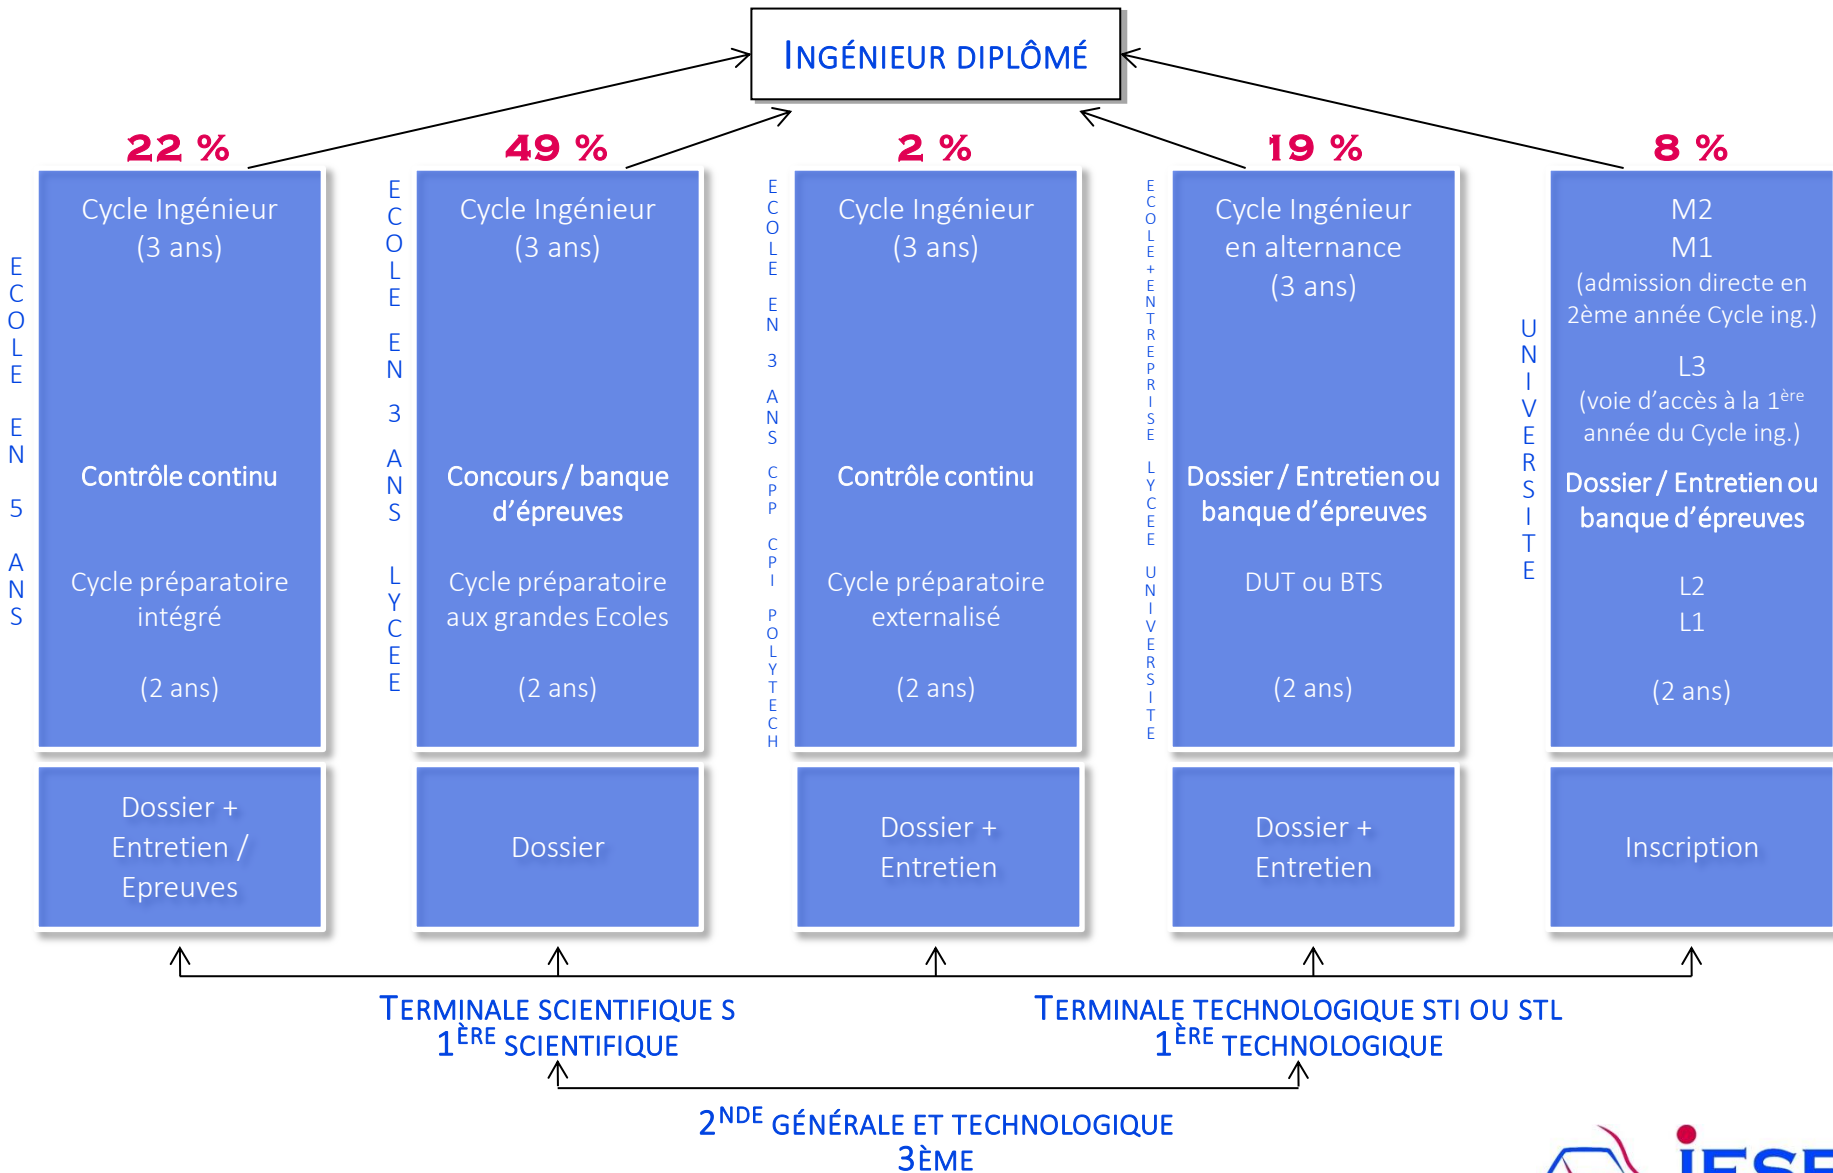 INGÉNIEUR DIPLÔMÉ
22 %
49 %
2 %
19 %
8 %
ECOLE EN 5 ANS
Cycle Ingénieur
(3 ans)
Contrôle continu
Cycle préparatoire
intégré
(2 ans)
ECOLE EN 3 ANS LYCEE
Cycle Ingénieur
(3 ans)
Concours / banque
d'épreuves
Cycle préparatoire
aux grandes Ecoles
(2 ans)
ECOLE EN 3 ANS CPP CPI POLYTECH
Cycle Ingénieur
(3 ans)
Contrôle continu
Cycle préparatoire
externalisé
(2 ans)
ECOLE+ENTREPRISE LYCEE UNIVERSITE
Cycle Ingénieur
en alternance
(3 ans)
Dossier / Entretien ou
banque d'épreuves
DUT ou BTS
(2 ans)
UNIVERSITE
M2
M1
(admission directe en
2ème année Cycle ing.)
L3
(voie d'accès à la 1ère
année du Cycle ing.)
Dossier / Entretien ou
banque d'épreuves
L2
L1
(2 ans)
Dossier +
Entretien /
Epreuves
Dossier
Dossier +
Entretien
Dossier +
Entretien
Inscription
TERMINALE SCIENTIFIQUE S
1ÈRE SCIENTIFIQUE
TERMINALE TECHNOLOGIQUE STI OU STL
1ÈRE TECHNOLOGIQUE
2NDE GÉNÉRALE ET TECHNOLOGIQUE
3ÈME